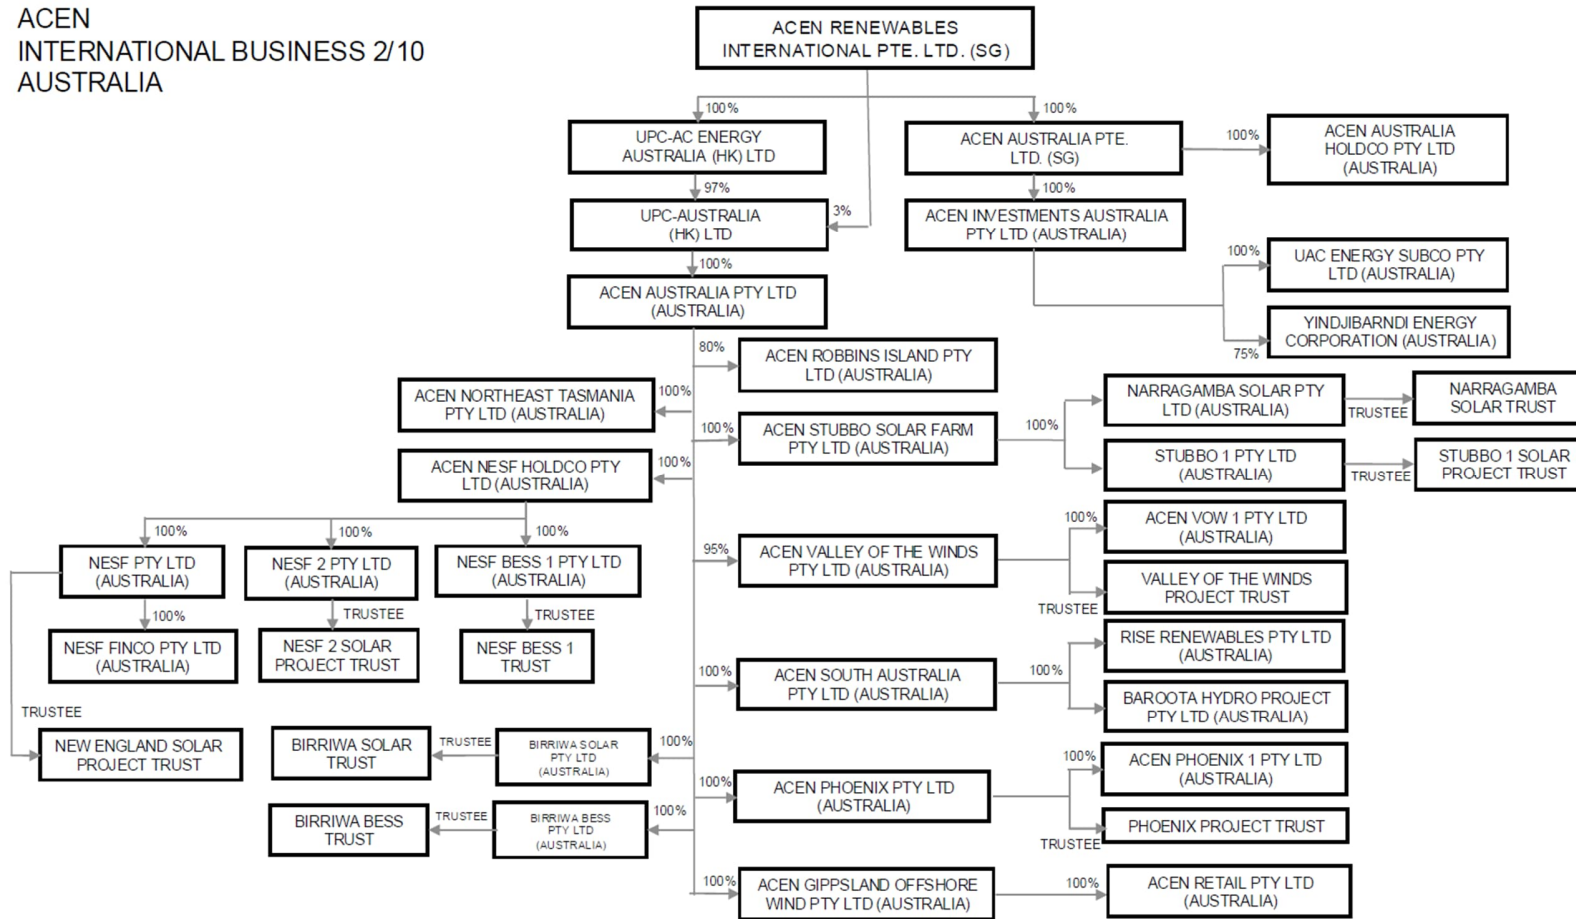 ACEN
INTERNATIONAL BUSINESS 2/10
AUSTRALIA
ACEN RENEWABLES
INTERNATIONAL PTE. LTD. (SG)
100%
100%
UPC-AC ENERGY
AUSTRALIA (HK) LTD
ACEN AUSTRALIA PTE.
LTD. (SG)
100%
ACEN AUSTRALIA
HOLDCO PTY LTD
(AUSTRALIA)
97%
100%
UPC-AUSTRALIA
(HK) LTD
3%
ACEN INVESTMENTS AUSTRALIA
PTY LTD (AUSTRALIA)
100%
100%
UAC ENERGY SUBCO PTY
LTD (AUSTRALIA)
ACEN AUSTRALIA PTY LTD
(AUSTRALIA)
75%
YINDJIBARNDI ENERGY
CORPORATION (AUSTRALIA)
80%
ACEN ROBBINS ISLAND PTY
LTD (AUSTRALIA)
ACEN NORTHEAST TASMANIA
PTY LTD (AUSTRALIA)
100%
100%
ACEN STUBBO SOLAR FARM
PTY LTD (AUSTRALIA)
100%
NARRAGAMBA SOLAR PTY
LTD (AUSTRALIA)
TRUSTEE
NARRAGAMBA
SOLAR TRUST
STUBBO 1 PTY LTD
(AUSTRALIA)
TRUSTEE
STUBBO 1 SOLAR
PROJECT TRUST
ACEN NESF HOLDCO PTY
LTD (AUSTRALIA)
100%
100%
100%
100%
NESF PTY LTD
(AUSTRALIA)
NESF 2 PTY LTD
(AUSTRALIA)
NESF BESS 1 PTY LTD
(AUSTRALIA)
95%
ACEN VALLEY OF THE WINDS
PTY LTD (AUSTRALIA)
100%
ACEN VOW 1 PTY LTD
(AUSTRALIA)
TRUSTEE
VALLEY OF THE WINDS
PROJECT TRUST
100%
TRUSTEE
TRUSTEE
NESF FINCO PTY LTD
(AUSTRALIA)
NESF 2 SOLAR
PROJECT TRUST
NESF BESS 1
TRUST
100%
ACEN SOUTH AUSTRALIA
PTY LTD (AUSTRALIA)
100%
RISE RENEWABLES PTY LTD
(AUSTRALIA)
BAROOTA HYDRO PROJECT
PTY LTD (AUSTRALIA)
TRUSTEE
NEW ENGLAND SOLAR
PROJECT TRUST
BIRRIWA SOLAR
TRUST
TRUSTEE
BIRRIWA SOLAR
PTY LTD
(AUSTRALIA)
100%
100%
ACEN PHOENIX PTY LTD
(AUSTRALIA)
100%
ACEN PHOENIX 1 PTY LTD
(AUSTRALIA)
TRUSTEE
PHOENIX PROJECT TRUST
BIRRIWA BESS
TRUST
TRUSTEE
BIRRIWA BESS
PTY LTD
(AUSTRALIA)
100%
100%
ACEN GIPPSLAND OFFSHORE
WIND PTY LTD (AUSTRALIA)
100%
ACEN RETAIL PTY LTD
(AUSTRALIA)